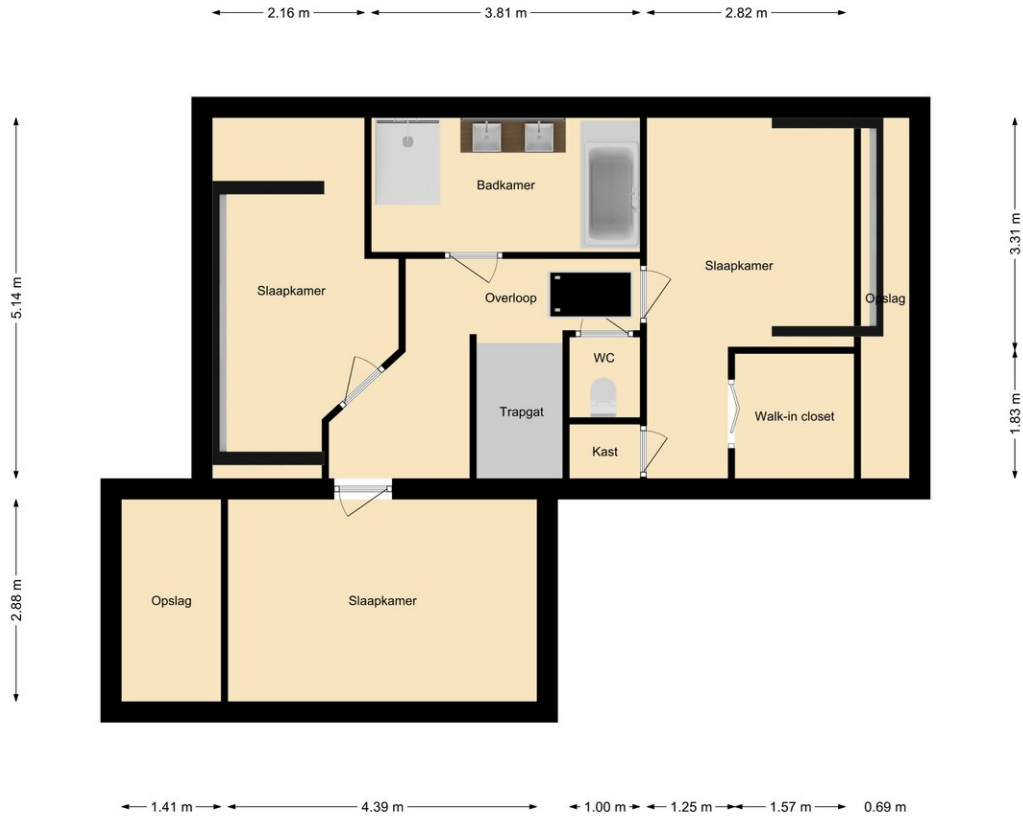 2.16 m
3.81 m
2.82 m
Badkamer
Slaapkamer
Slaapkamer
Overloop
Opslag
5.14 m
3.31 m
WC
Trapgat
Walk-in closet
1.83 m
Kast
Opslag
Slaapkamer
2.88 m
1.41 m
4.39 m
1.00 m
1.25 m
1.57 m
0.69 m